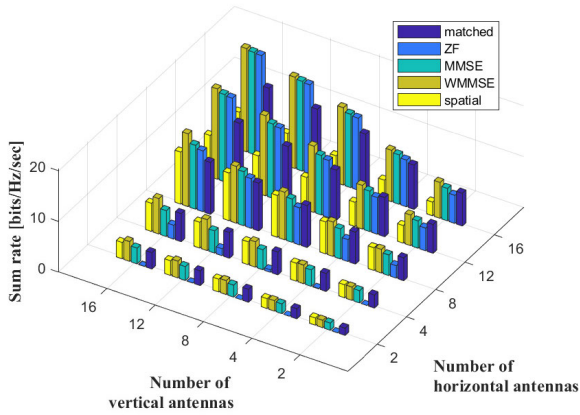 matched
ZF
MMSE
WMMSE
spatial
20
10
0
Sum rate [bits/Hz/sec]
16
12
8
4
2
Number of
vertical antennas
16
12
8
4
2
Number of
horizontal antennas